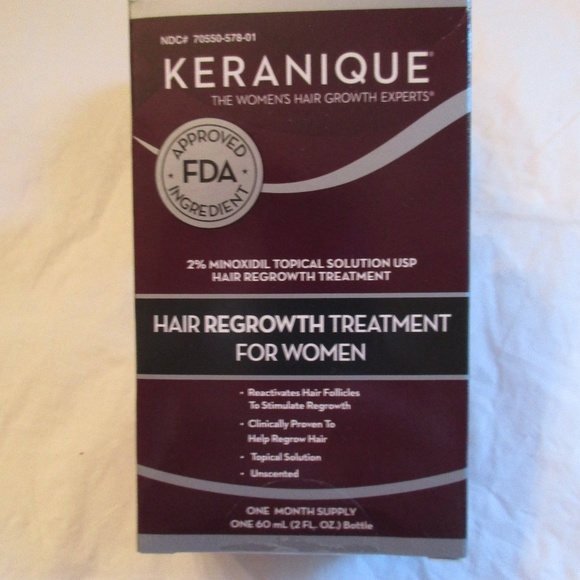 NDC# 70550-578-01
KERANIQUE®
THE WOMEN'S HAIR GROWTH EXPERTS®
APPROVED
FDA
INGREDIENT
2% MINOXIDIL TOPICAL SOLUTION USP
HAIR REGROWTH TREATMENT
HAIR REGROWTH TREATMENT
FOR WOMEN
- Reactivates Hair Follicles
To Stimulate Regrowth
- Clinically Proven To
Help Regrow Hair
- Topical Solution
- Unscented
ONE MONTH SUPPLY
ONE 60 mL (2 FL. OZ.) Bottle